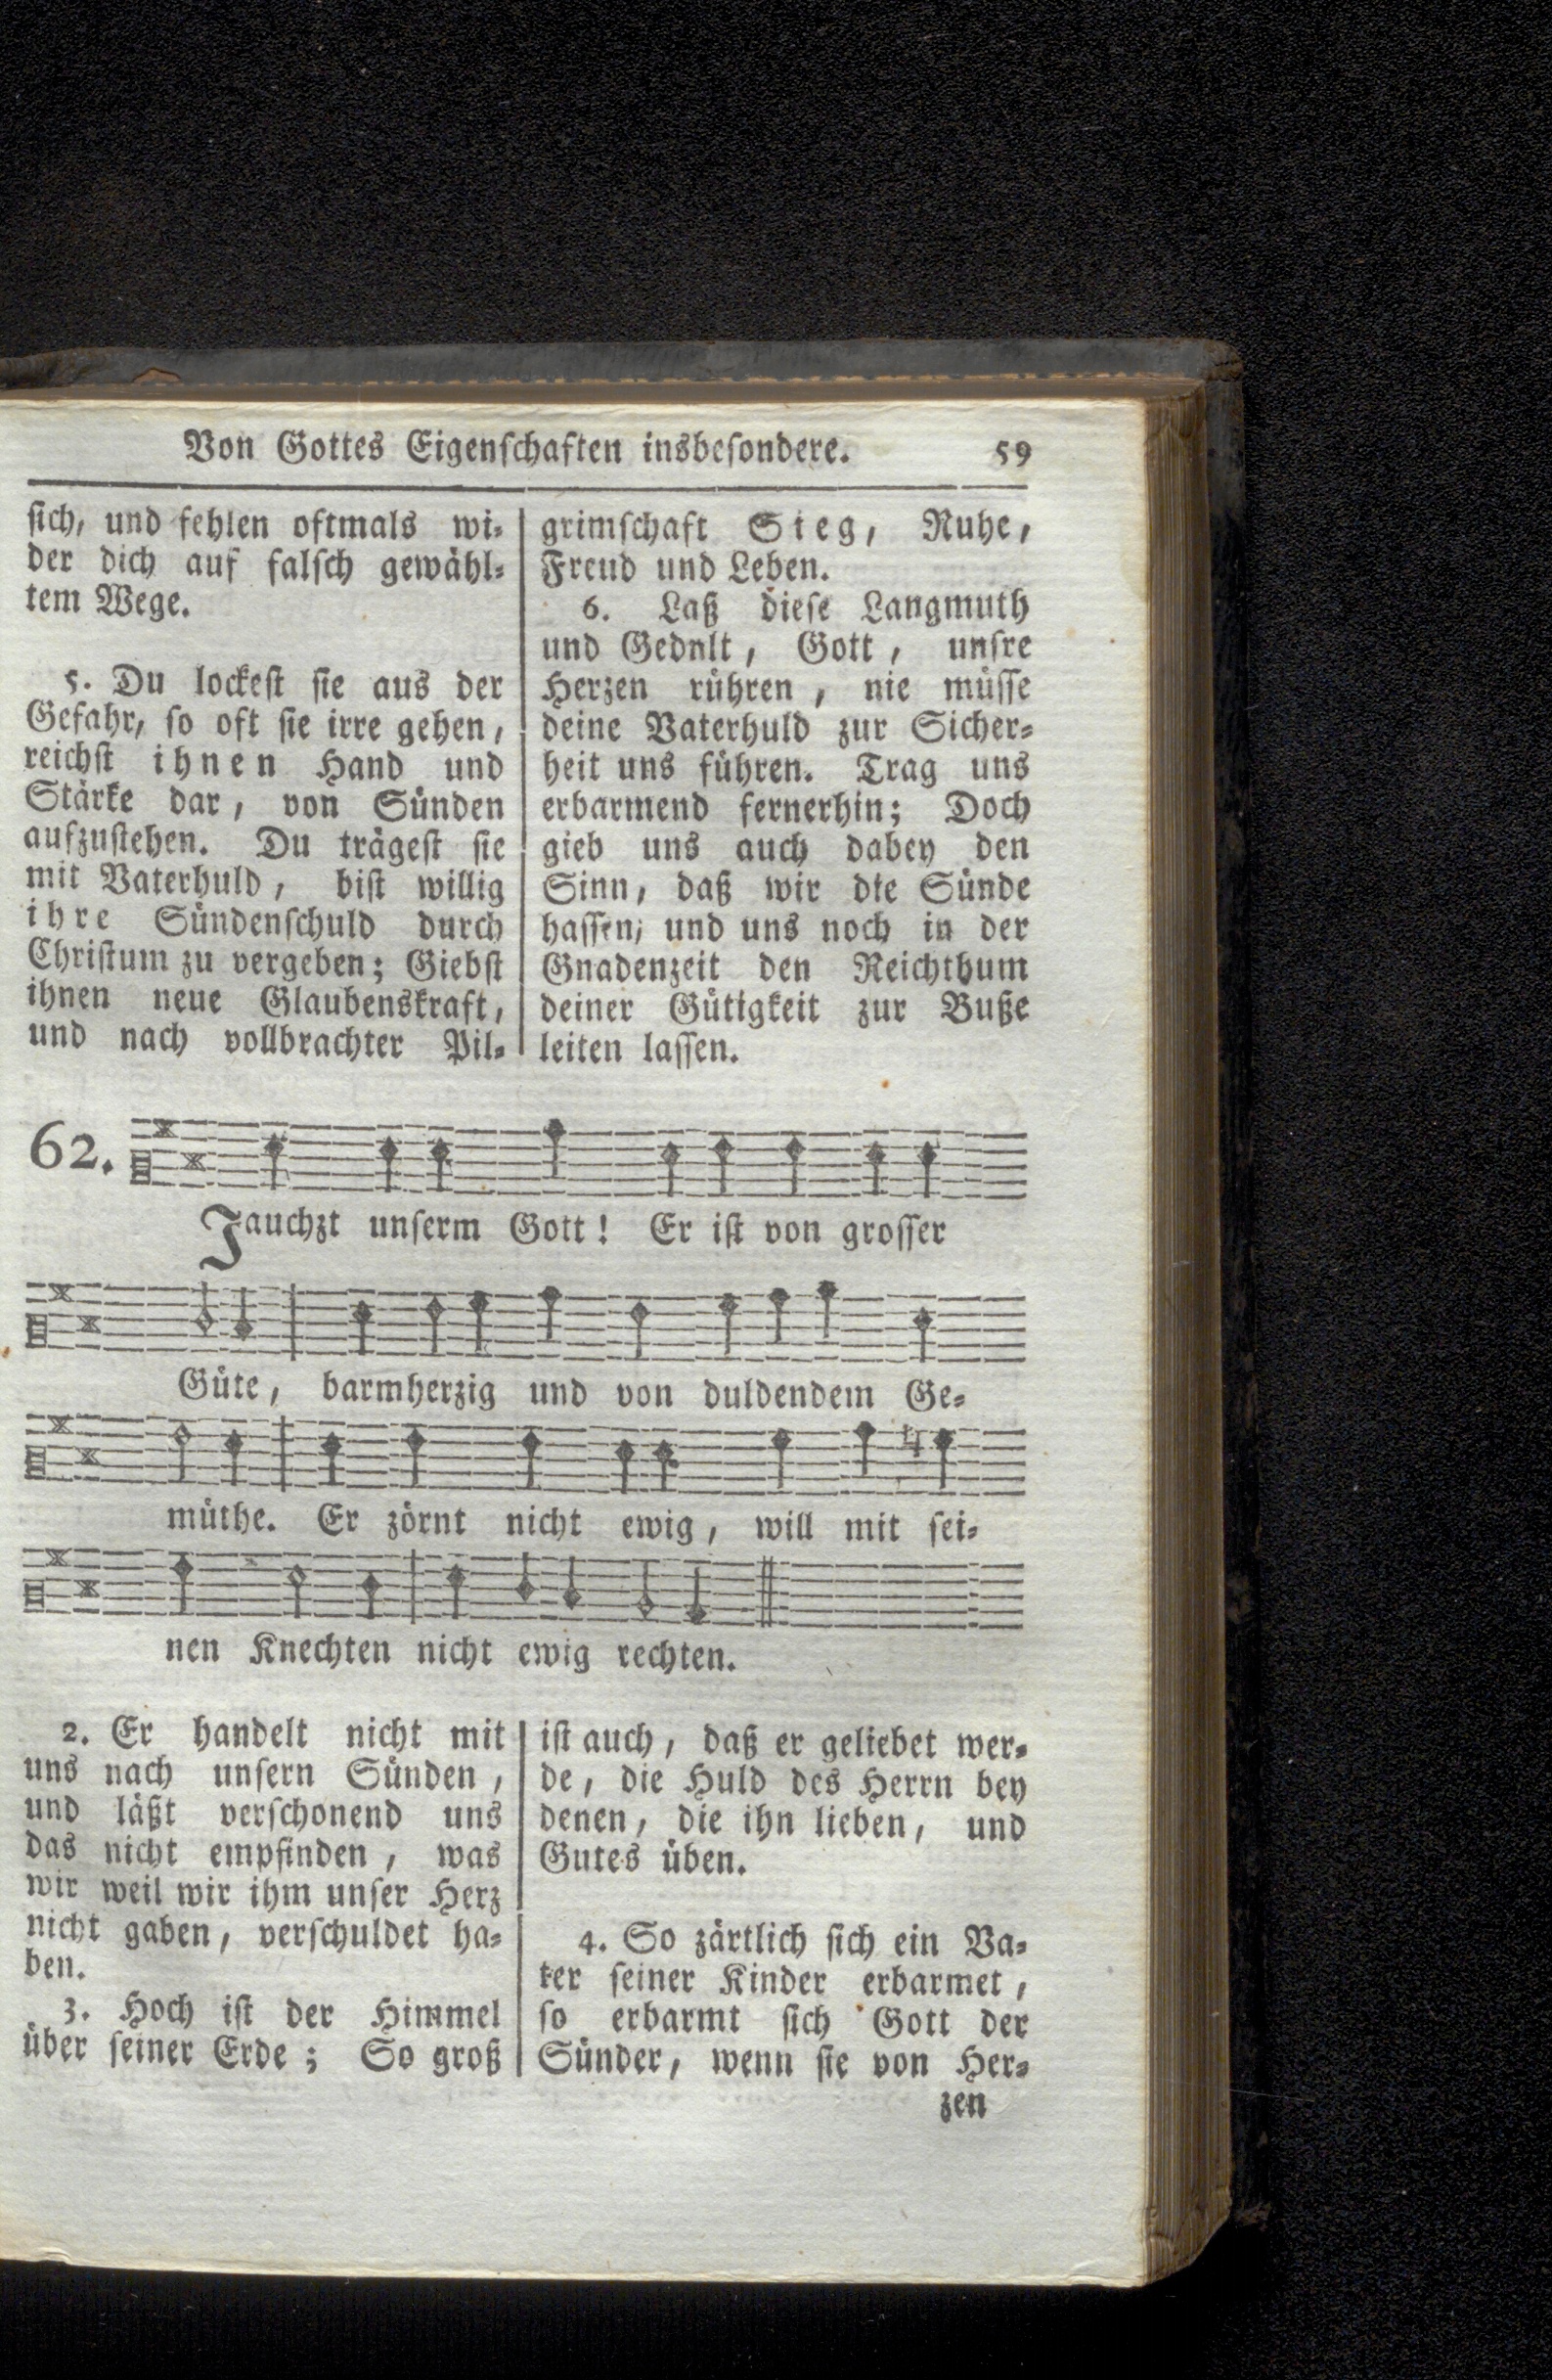 Von Gottes Eigenſchaften insbeſondere. 59
ſich, und fehlen oftmals wi-
der dich auf falſch gewähl-
tem Wege.
5. Du lockeſt ſie aus der
Gefahr, ſo oft ſie irre gehen,
reichſt ihnen Hand und
Stärke dar, von Sünden
aufzuſtehen. Du trägeſt ſie
mit Vaterhuld, biſt willig
ihre Sündenſchuld durch
Chriſtum zu vergeben; Giebſt
ihnen neue Glaubenskraft,
und nach vollbrachter Pil-
grimſchaft Sieg, Ruhe,
Freud und Leben.
6. Laß dieſe Langmuth
und Gednlt, Gott, unſre
Herzen rühren, nie müſſe
deine Vaterhuld zur Sicher-
heit uns führen. Trag uns
erbarmend fernerhin; Doch
gieb uns auch dabey den
Sinn, daß wir die Sünde
haſſen, und uns noch in der
Gnadenzeit den Reichthum
deiner Gütigkeit zur Buße
leiten laſſen.
62.
Jauchzt unſerm Gott! Er iſt von groſſer
Güte, barmherzig und von duldendem Ge-
müthe. Er zörnt nicht ewig, will mit ſei-
nen Knechten nicht ewig rechten.
2. Er handelt nicht mit
uns nach unſern Sünden,
und läßt verſchonend uns
das nicht empfinden, was
wir weil wir ihm unſer Herz
nicht gaben, verſchuldet ha-
ben.
3. Hoch iſt der Himmel
über ſeiner Erde; So groß
iſt auch, daß er geliebet wer-
de, die Huld des Herrn bey
denen, die ihn lieben, und
Gutes üben.
4. So zärtlich ſich ein Va-
ter ſeiner Kinder erbarmet,
ſo erbarmt ſich Gott der
Sünder, wenn ſie von Her-
zen